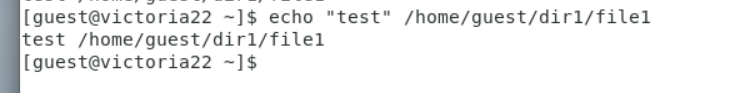 [guest@victoria22 ~]$ echo "test" /home/guest/dir1/file1
test /home/guest/dir1/file1
[guest@victoria22 ~]$